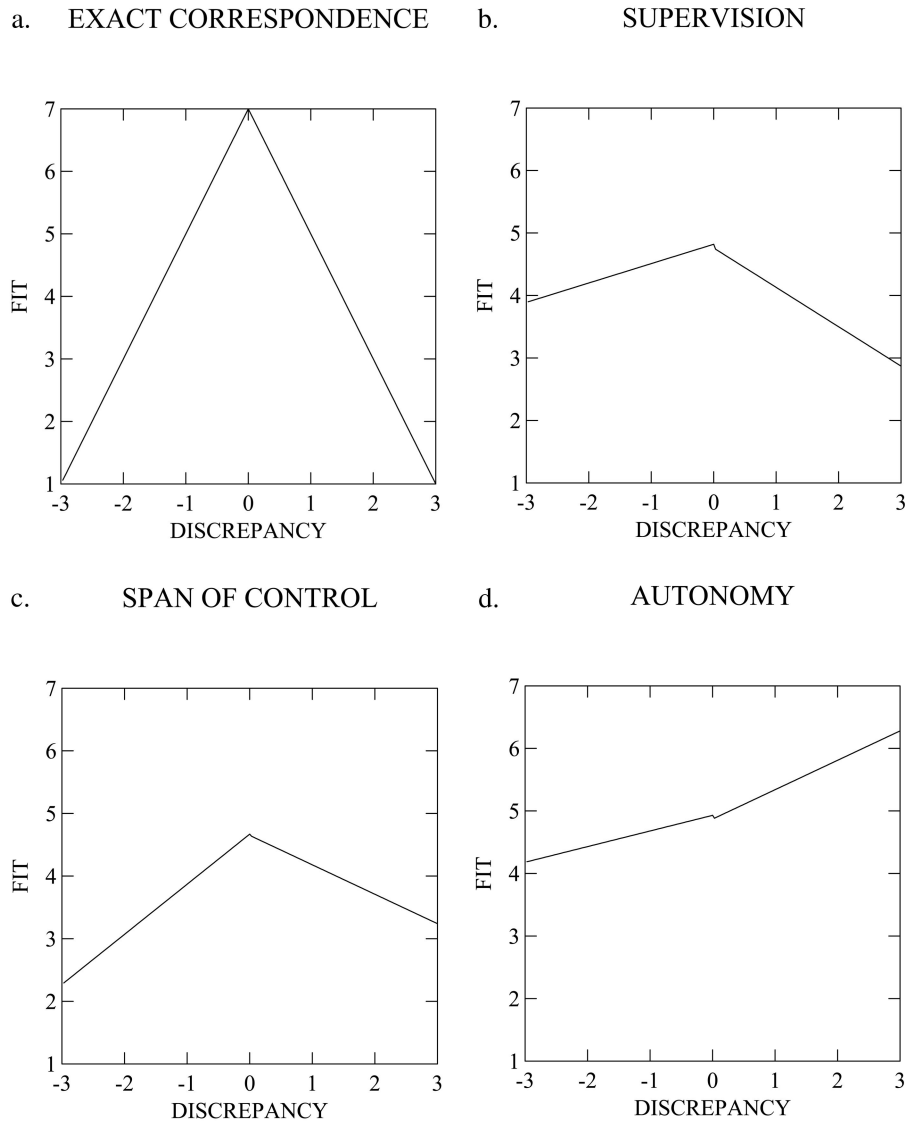 a. EXACT CORRESPONDENCE
7
6
5
4
3
2
1
FIT
-3 -2 -1 0 1 2 3
DISCREPANCY
b. SUPERVISION
7
6
5
4
3
2
1
FIT
-3 -2 -1 0 1 2 3
DISCREPANCY
c. SPAN OF CONTROL
7
6
5
4
3
2
1
FIT
-3 -2 -1 0 1 2 3
DISCREPANCY
d. AUTONOMY
7
6
5
4
3
2
1
FIT
-3 -2 -1 0 1 2 3
DISCREPANCY